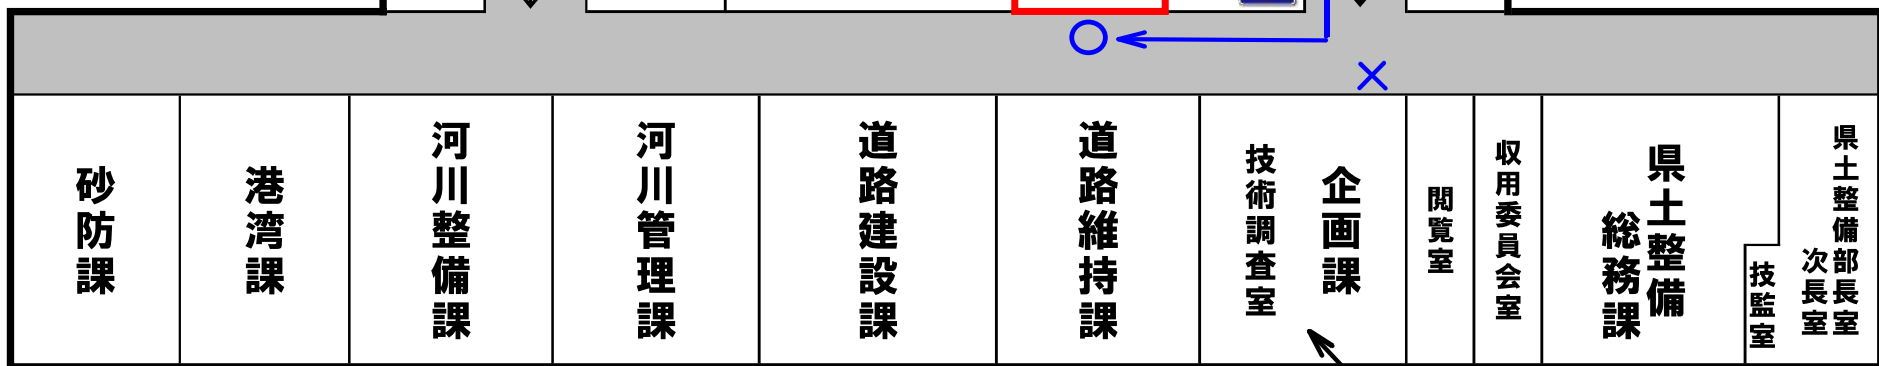 砂防課
港湾課
河川整備課
河川管理課
道路建設課
道路維持課
企画課
技術調査室
閲覧室
収用委員会室
県土整備
総務課
県土整備部長室
次長室
技監室